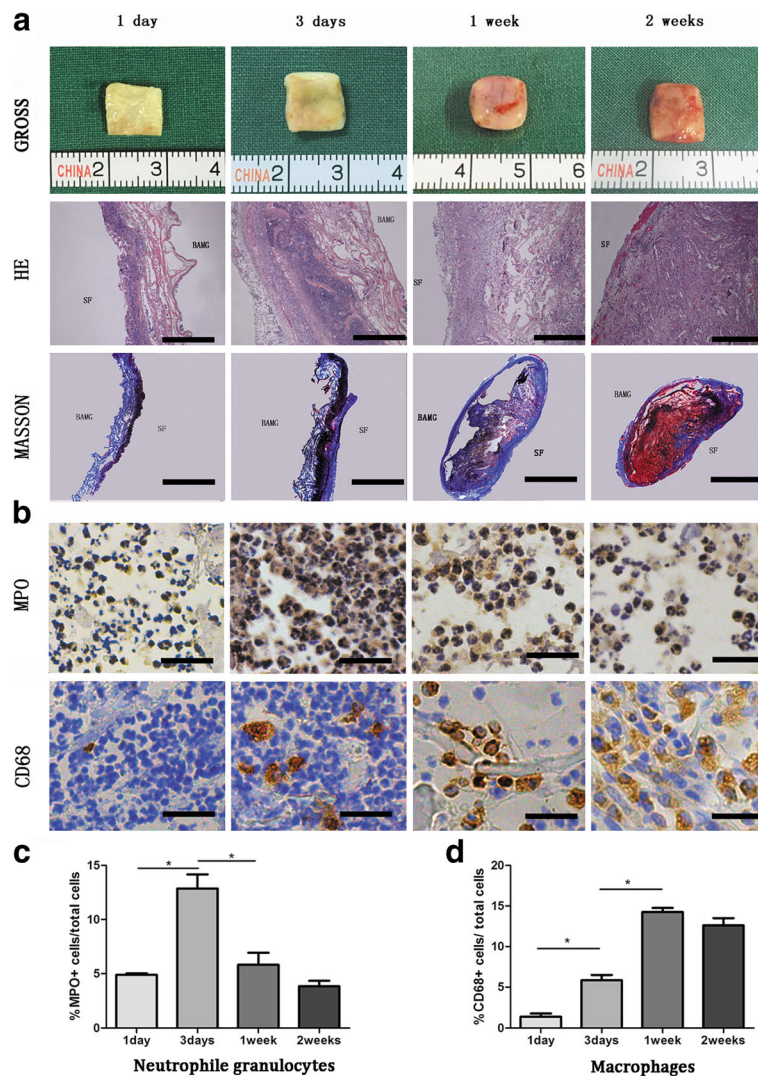 a
1 day 3 days 1 week 2 weeks
GROSS
CHINA 2 3 4
CHINA 2 3 4
4 5 6
CHINA 2 3 4
HE
SF BAMG
BAMG SF
SF
SF
MASSON
BAMG SF
BAMG SF
BAMG SF
BAMG SF
b
MPO
CD68
c
%MPO+ cells/total cells
15
10
5
0
* *
1day 3days 1week 2weeks
Neutrophile granulocytes
d
%CD68+ cells/ total cells
20
15
10
5
0
* *
1day 3days 1week 2weeks
Macrophages